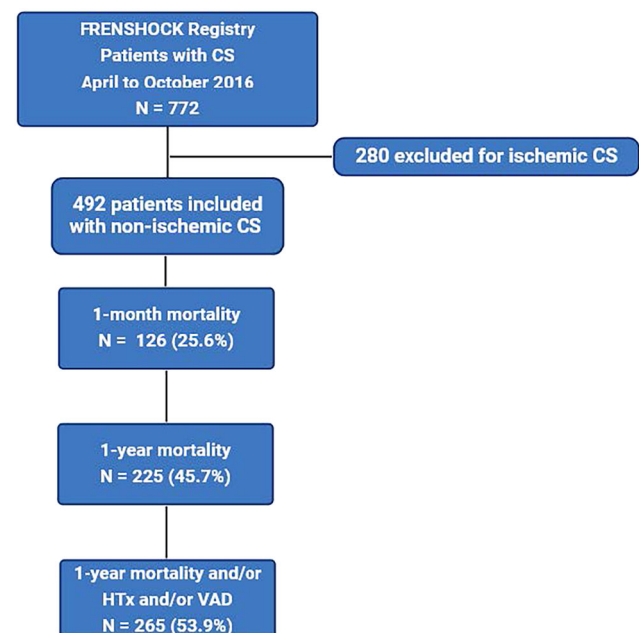 FRENSHOCK Registry
Patients with CS
April to October 2016
N = 772
280 excluded for ischemic CS
492 patients included
with non-ischemic CS
1-month mortality
N = 126 (25.6%)
1-year mortality
N = 225 (45.7%)
1-year mortality and/or
HTx and/or VAD
N = 265 (53.9%)